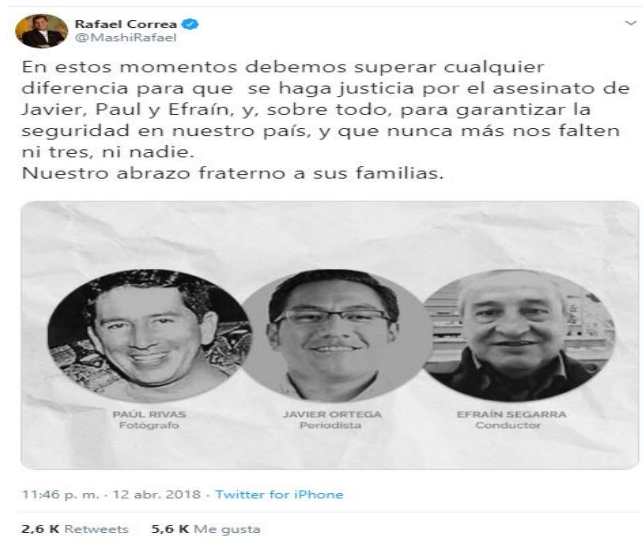 Rafael Correa
@MashiRafael
En estos momentos debemos superar cualquier
diferencia para que se haga justicia por el asesinato de
Javier, Paul y Efraín, y, sobre todo, para garantizar la
seguridad en nuestro país, y que nunca más nos falten
ni tres, ni nadie.
Nuestro abrazo fraterno a sus familias.
PAÚL RIVAS
Fotógrafo
JAVIER ORTEGA
Periodista
EFRAÍN SEGARRA
Conductor
11:46 p. m. · 12 abr. 2018 · Twitter for iPhone
2,6 K Retweets 5,6 K Me gusta